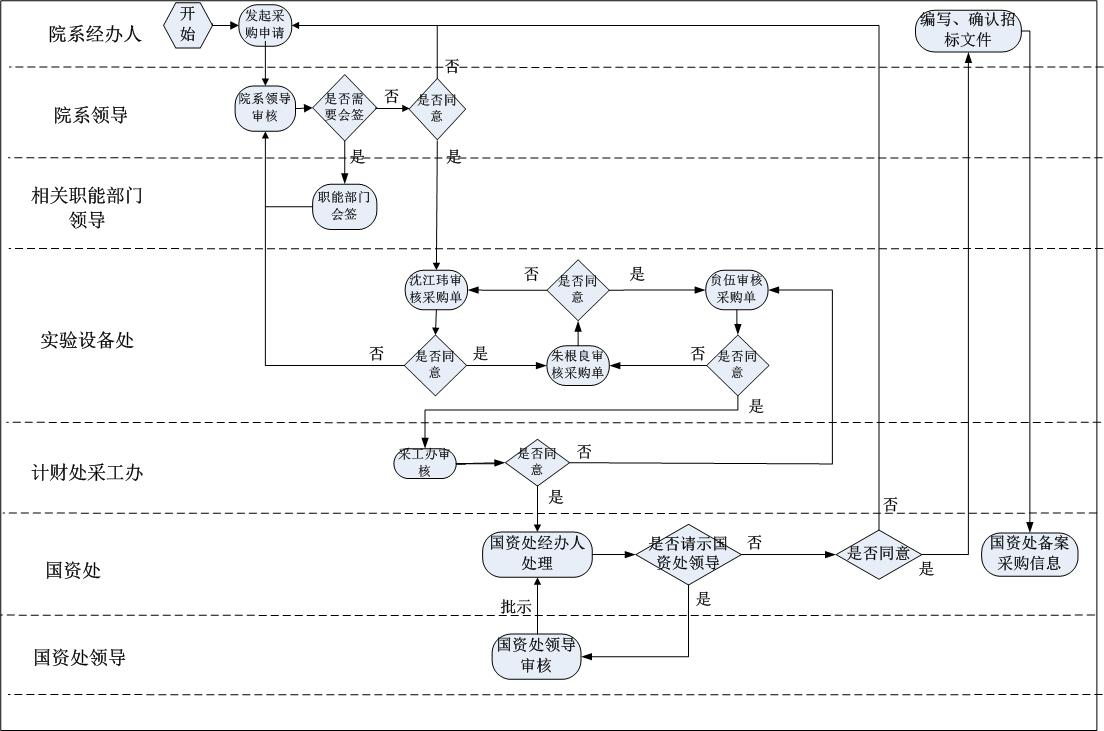 开
始
发起采
购申请
院系经办人
编写、确认招
标文件
否
院系领导
院系领导
审核
是否需
要会签
否
是否同
意
是
是
相关职能部门
领导
职能部门
会签
实验设备处
沈江玮审
核采购单
否
是否同
意
是
贠伍审核
采购单
否
是否同
意
是
朱根良审
核采购单
否
是否同
意
是
计财处采工办
采工办审
核
是否同
意
否
是
否
国资处
国资处经办人
处理
是否请示国
资处领导
否
是否同意
是
国资处备案
采购信息
是
批示
国资处领导
国资处领导
审核